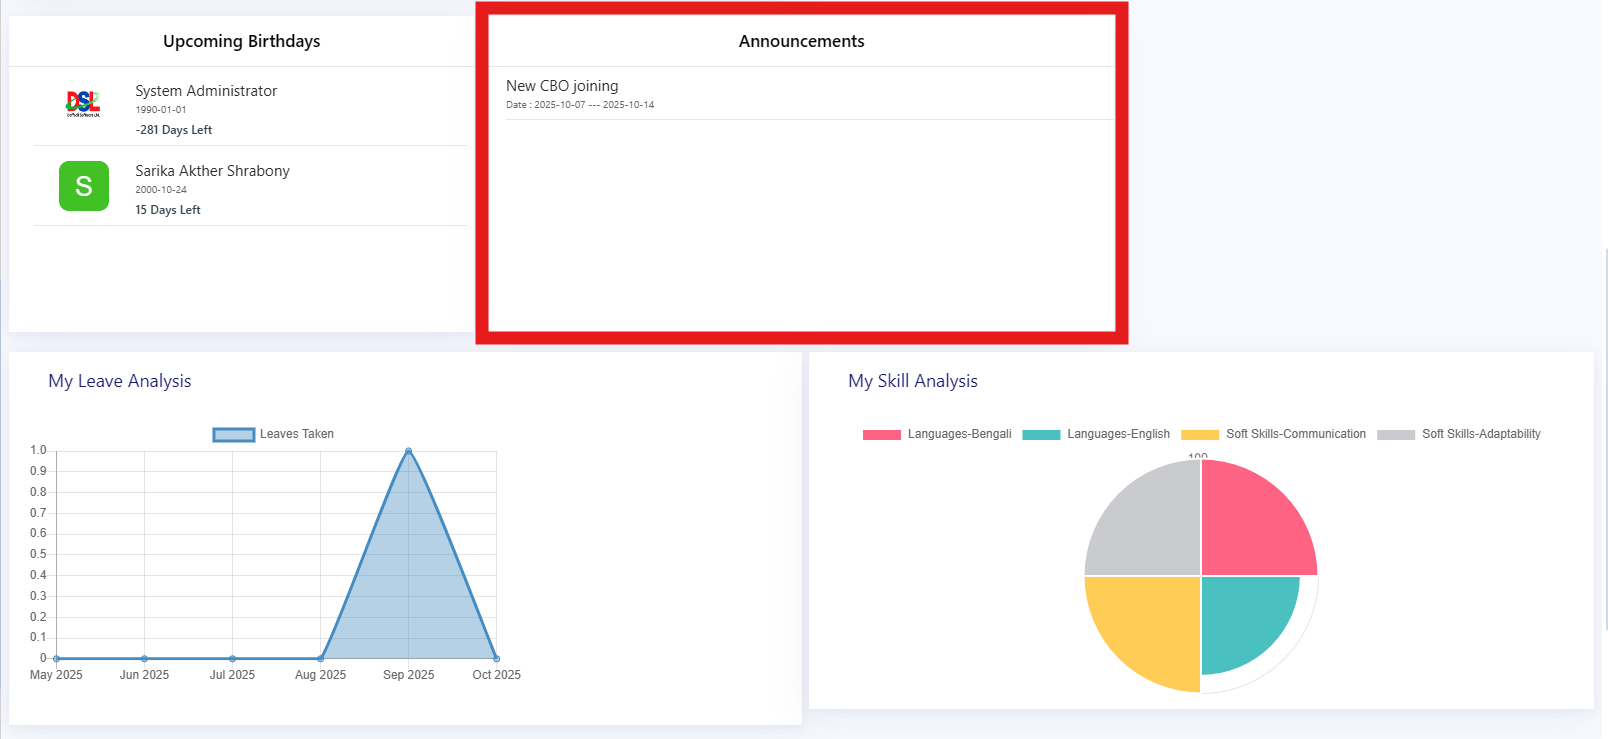 Upcoming Birthdays
DSL
System Administrator
1990-01-01
-281 Days Left
S
Sarika Akther Shrabony
2000-10-24
15 Days Left
Announcements
New CBO joining
Date : 2025-10-07 --- 2025-10-14
My Leave Analysis
Leaves Taken
1.0
0.9
0.8
0.7
0.6
0.5
0.4
0.3
0.2
0.1
0
May 2025 Jun 2025 Jul 2025 Aug 2025 Sep 2025 Oct 2025
My Skill Analysis
Languages-Bengali Languages-English Soft Skills-Communication Soft Skills-Adaptability
100